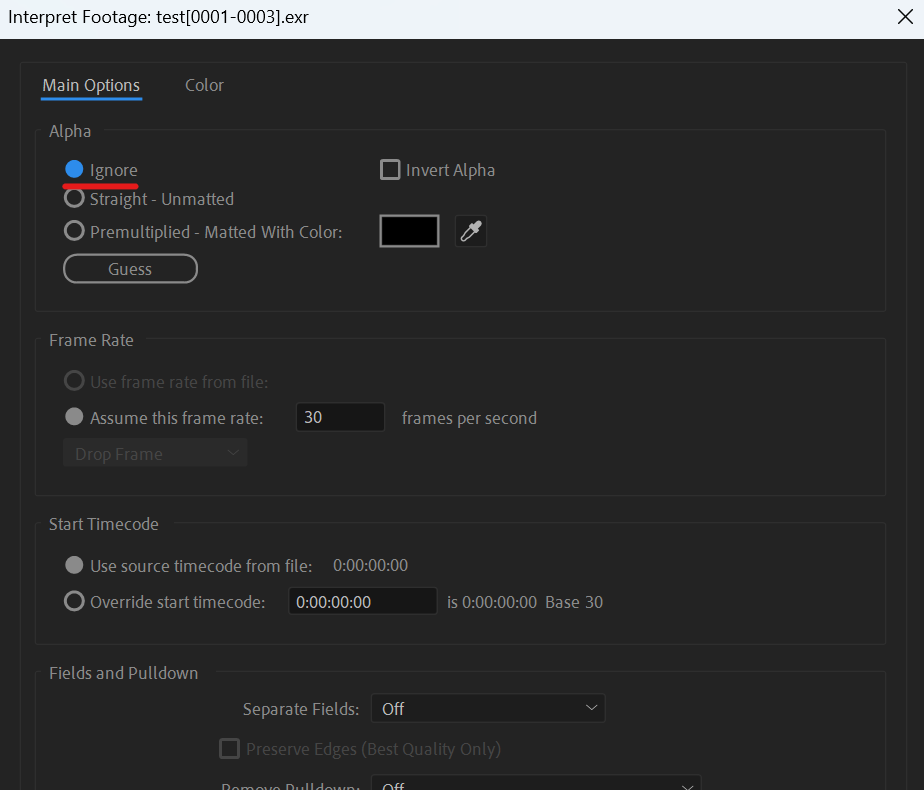 Interpret Footage: test[0001-0003].exr
Main Options Color
Alpha
Ignore Invert Alpha
Straight - Unmatted
Premultiplied - Matted With Color:
Guess
Frame Rate
Use frame rate from file:
Assume this frame rate: 30 frames per second
Drop Frame
Start Timecode
Use source timecode from file: 0:00:00:00
Override start timecode: 0:00:00:00 is 0:00:00:00 Base 30
Fields and Pulldown
Separate Fields: Off
Preserve Edges (Best Quality Only)
Remove Pulldown: Off